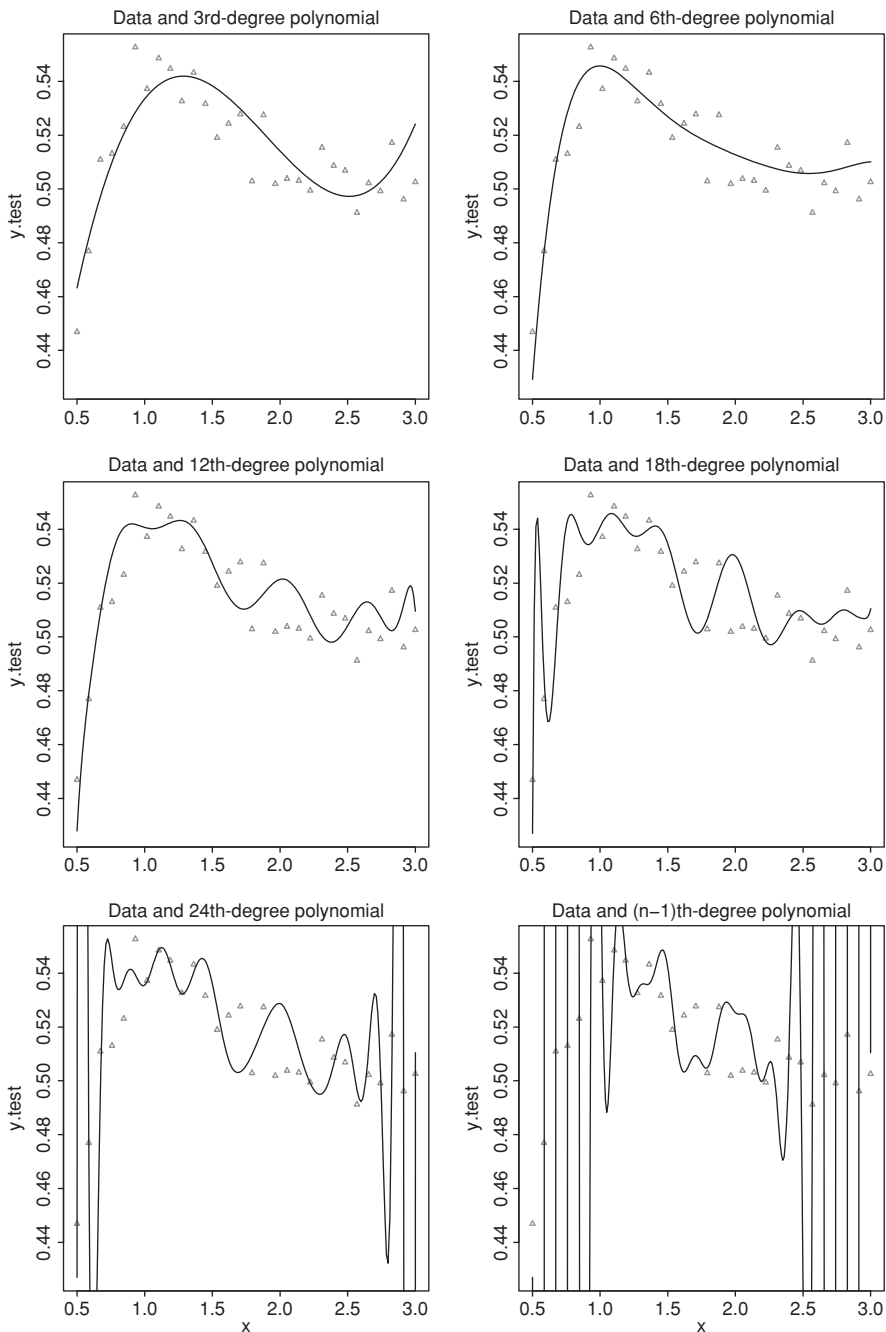 Data and 3rd-degree polynomial
y.test
0.54
0.52
0.50
0.48
0.46
0.44
0.5 1.0 1.5 2.0 2.5 3.0
Data and 6th-degree polynomial
y.test
0.54
0.52
0.50
0.48
0.46
0.44
0.5 1.0 1.5 2.0 2.5 3.0
Data and 12th-degree polynomial
y.test
0.54
0.52
0.50
0.48
0.46
0.44
0.5 1.0 1.5 2.0 2.5 3.0
Data and 18th-degree polynomial
y.test
0.54
0.52
0.50
0.48
0.46
0.44
0.5 1.0 1.5 2.0 2.5 3.0
Data and 24th-degree polynomial
y.test
0.54
0.52
0.50
0.48
0.46
0.44
0.5 1.0 1.5 2.0 2.5 3.0
x
Data and (n−1)th-degree polynomial
y.test
0.54
0.52
0.50
0.48
0.46
0.44
0.5 1.0 1.5 2.0 2.5 3.0
x